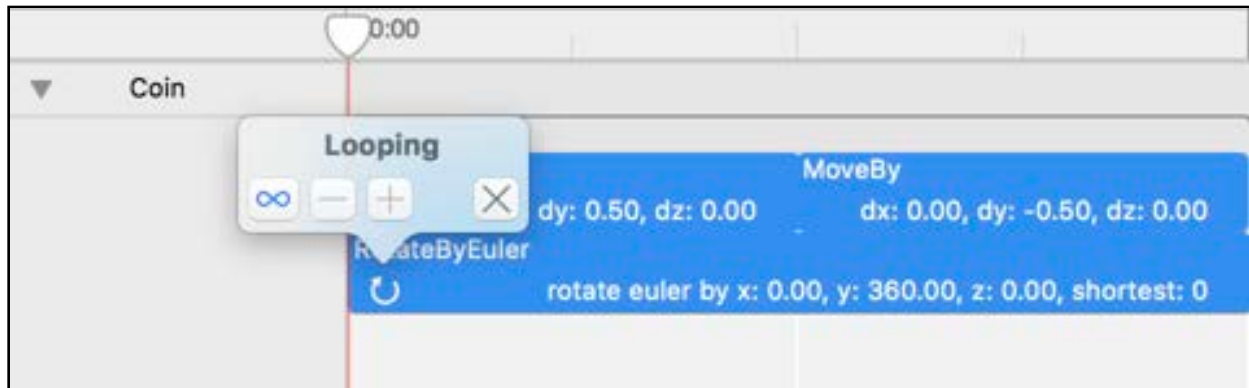 0:00
Coin
Looping
MoveBy
dy: 0.50, dz: 0.00
dx: 0.00, dy: -0.50, dz: 0.00
rotate euler by x: 0.00, y: 360.00, z: 0.00, shortest: 0